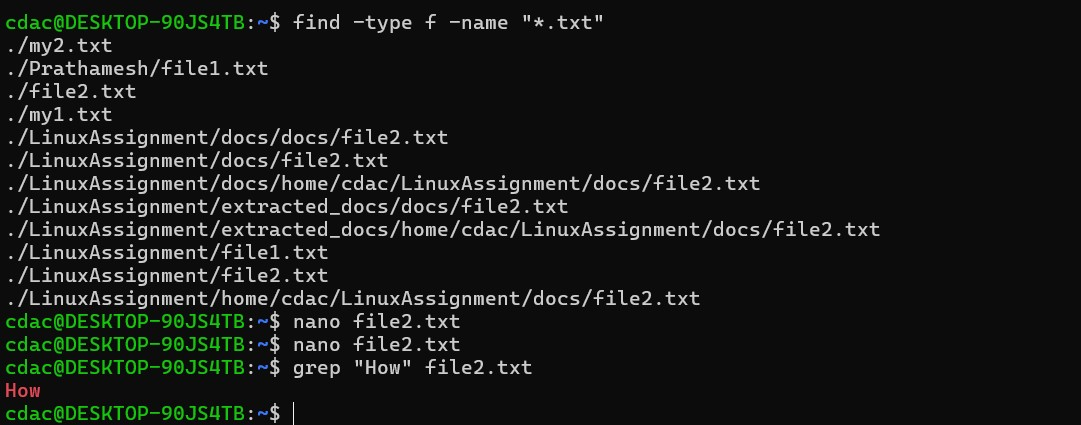 cdac@DESKTOP-90JS4TB:~$ find -type f -name "*.txt"
./my2.txt
./Prathamesh/file1.txt
./file2.txt
./my1.txt
./LinuxAssignment/docs/docs/file2.txt
./LinuxAssignment/docs/file2.txt
./LinuxAssignment/docs/home/cdac/LinuxAssignment/docs/file2.txt
./LinuxAssignment/extracted_docs/docs/file2.txt
./LinuxAssignment/extracted_docs/home/cdac/LinuxAssignment/docs/file2.txt
./LinuxAssignment/file1.txt
./LinuxAssignment/file2.txt
./LinuxAssignment/home/cdac/LinuxAssignment/docs/file2.txt
cdac@DESKTOP-90JS4TB:~$ nano file2.txt
cdac@DESKTOP-90JS4TB:~$ nano file2.txt
cdac@DESKTOP-90JS4TB:~$ grep "How" file2.txt
How
cdac@DESKTOP-90JS4TB:~$